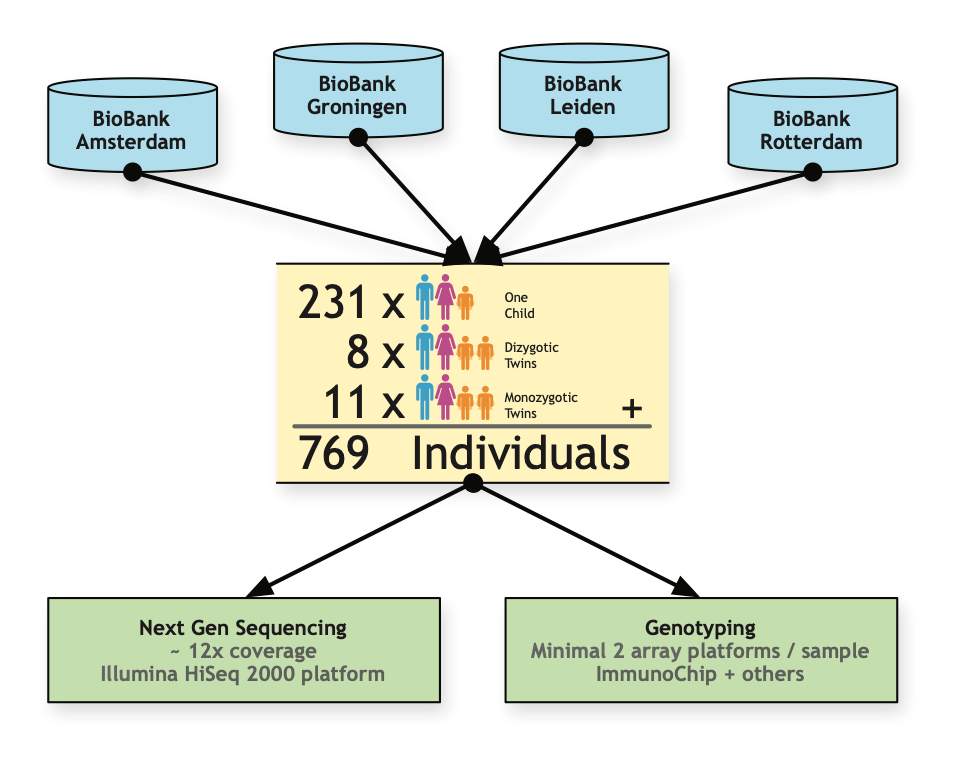 BioBank
Amsterdam
BioBank
Groningen
BioBank
Leiden
BioBank
Rotterdam
231 x
One
Child
8 x
Dizygotic
Twins
11 x
Monozygotic
Twins
+
769 Individuals
Next Gen Sequencing
~ 12x coverage
Illumina HiSeq 2000 platform
Genotyping
Minimal 2 array platforms / sample
ImmunoChip + others